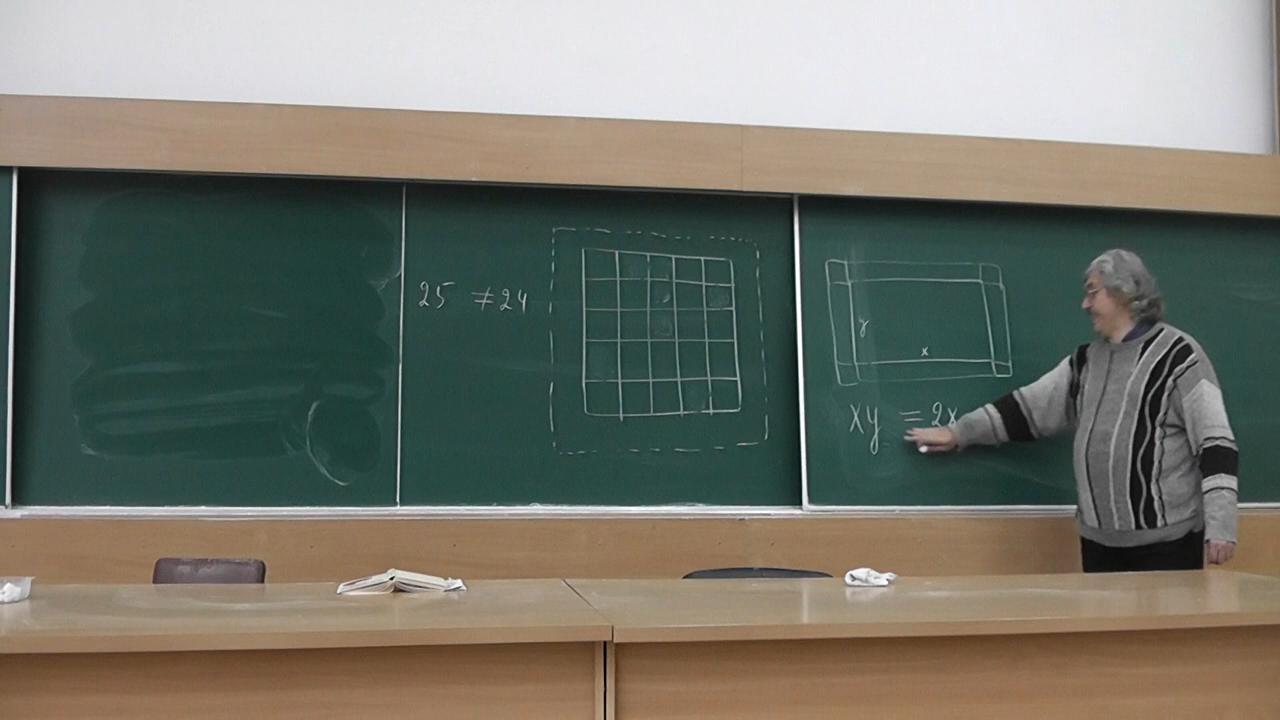 25 ≠ 24
y
x
xy = 2x